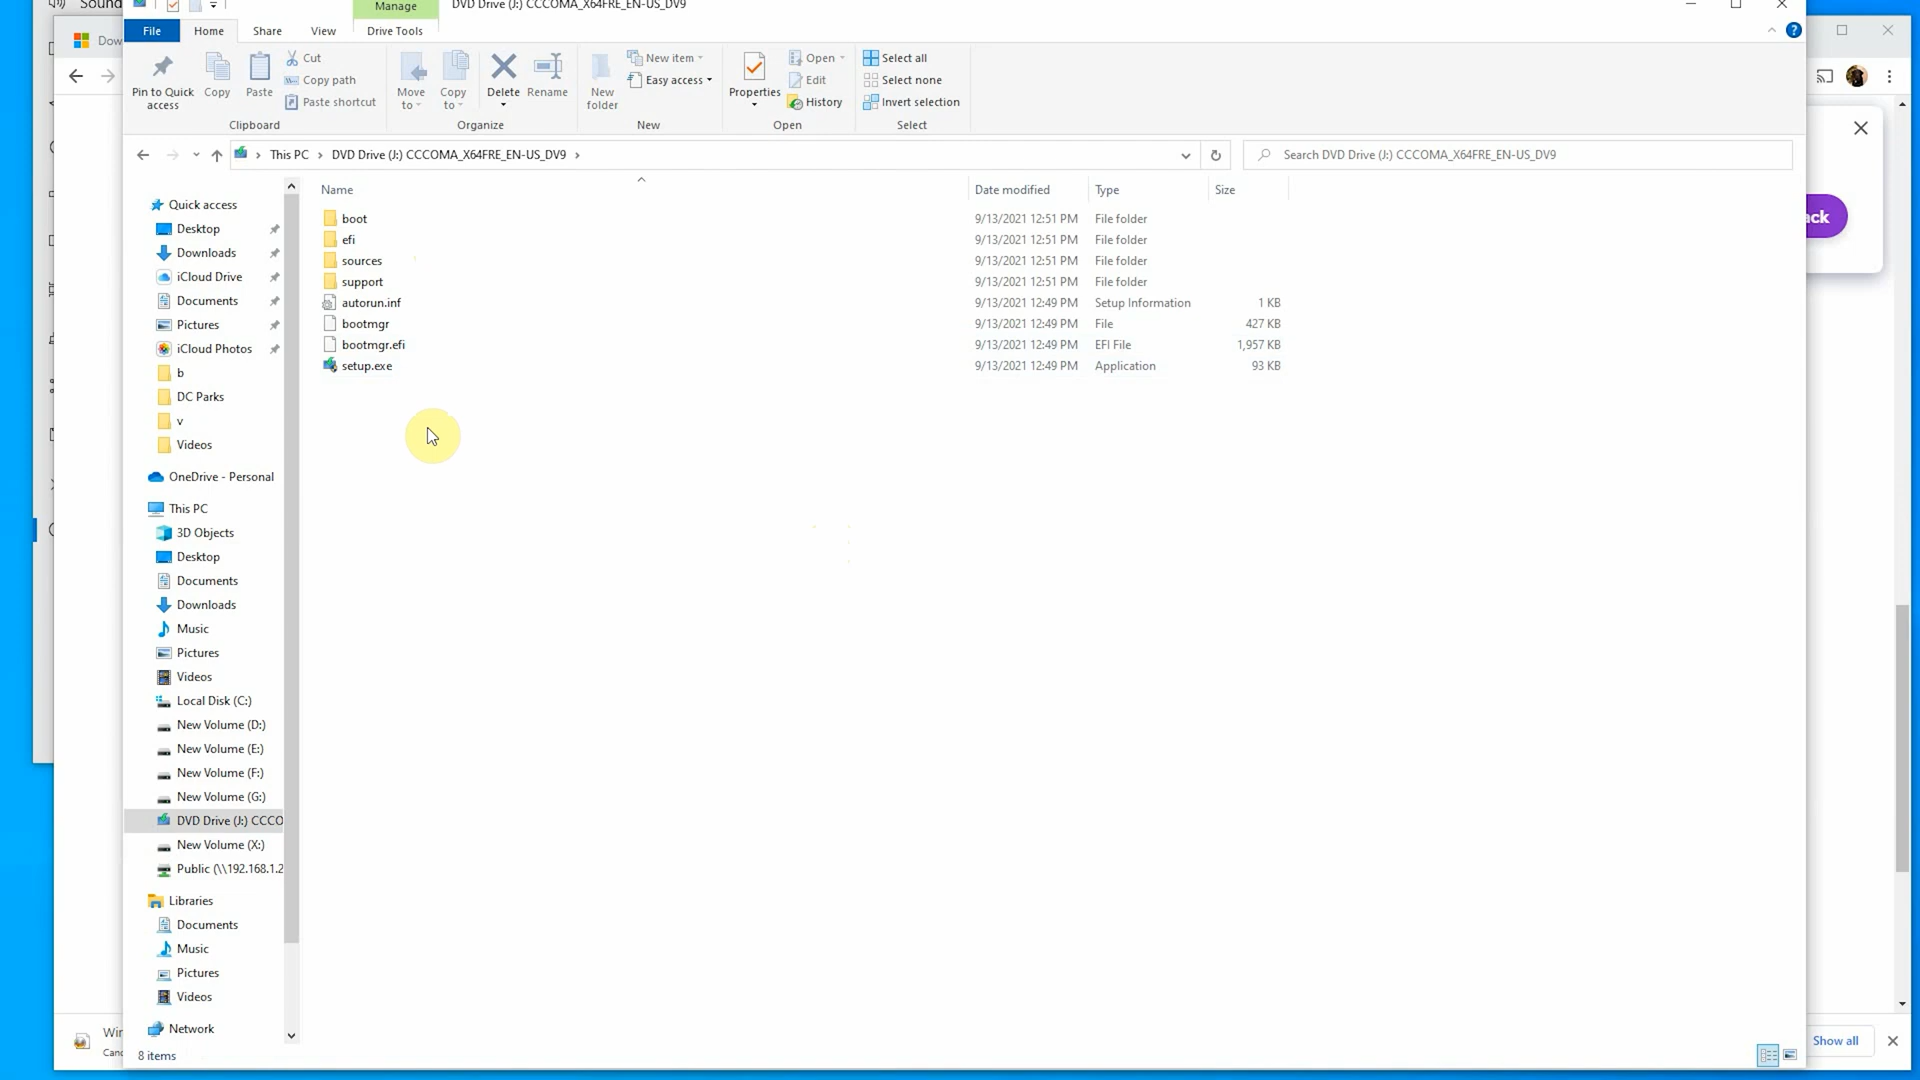 Sound
Manage
DVD Drive (J:) CCCOMA_X64FRE_EN-US_DV9
File
Home
Share
View
Drive Tools
Pin to Quick access
Copy
Paste
Cut
Copy path
Paste shortcut
Clipboard
Move to
Copy to
Delete
Rename
Organize
New folder
New item
Easy access
New
Properties
Open
Edit
History
Open
Select all
Select none
Invert selection
Select
This PC > DVD Drive (J:) CCCOMA_X64FRE_EN-US_DV9 >
Search DVD Drive (J:) CCCOMA_X64FRE_EN-US_DV9
Name Date modified Type Size
boot 9/13/2021 12:51 PM File folder
efi 9/13/2021 12:51 PM File folder
sources 9/13/2021 12:51 PM File folder
support 9/13/2021 12:51 PM File folder
autorun.inf 9/13/2021 12:49 PM Setup Information 1 KB
bootmgr 9/13/2021 12:49 PM File 427 KB
bootmgr.efi 9/13/2021 12:49 PM EFI File 1,957 KB
setup.exe 9/13/2021 12:49 PM Application 93 KB
Quick access
Desktop
Downloads
iCloud Drive
Documents
Pictures
iCloud Photos
b
DC Parks
v
Videos
OneDrive - Personal
This PC
3D Objects
Desktop
Documents
Downloads
Music
Pictures
Videos
Local Disk (C:)
New Volume (D:)
New Volume (E:)
New Volume (F:)
New Volume (G:)
DVD Drive (J:) CCCO
New Volume (X:)
Public (\\192.168.1.2
Libraries
Documents
Music
Pictures
Videos
Network
8 items
Dow
ack
Win
Canc
Show all